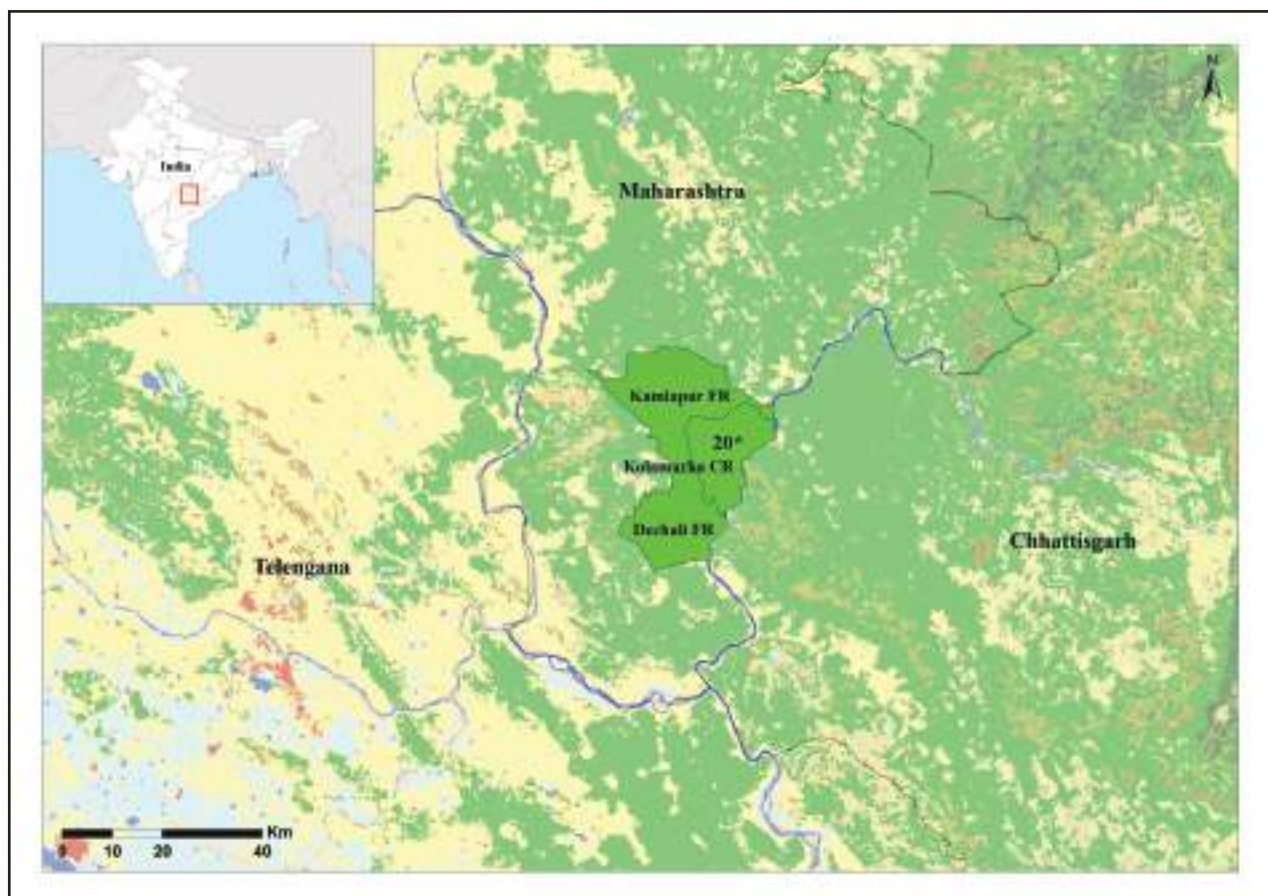 N
India
Maharashtra
Kamlapur FR
20*
Kolamarka CR
Dechali FR
Chhattisgarh
Telengana
Km
0 10 20 40